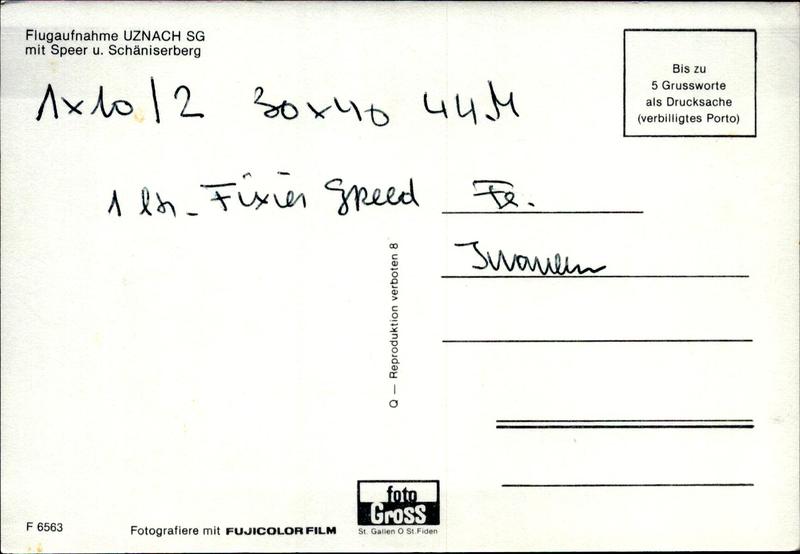 Flugaufnahme UZNACH SG
mit Speer u. Schäniserberg
Bis zu
5 Grussworte
als Drucksache
(verbilligtes Porto)
1x10/2 30x40 44.M
1 ltr. Fixier Speed
Fr.
Q — Reproduktion verboten 8
foto
Gross
St. Gallen O St. Fiden
F 6563
Fotografiere mit FUJICOLOR FILM